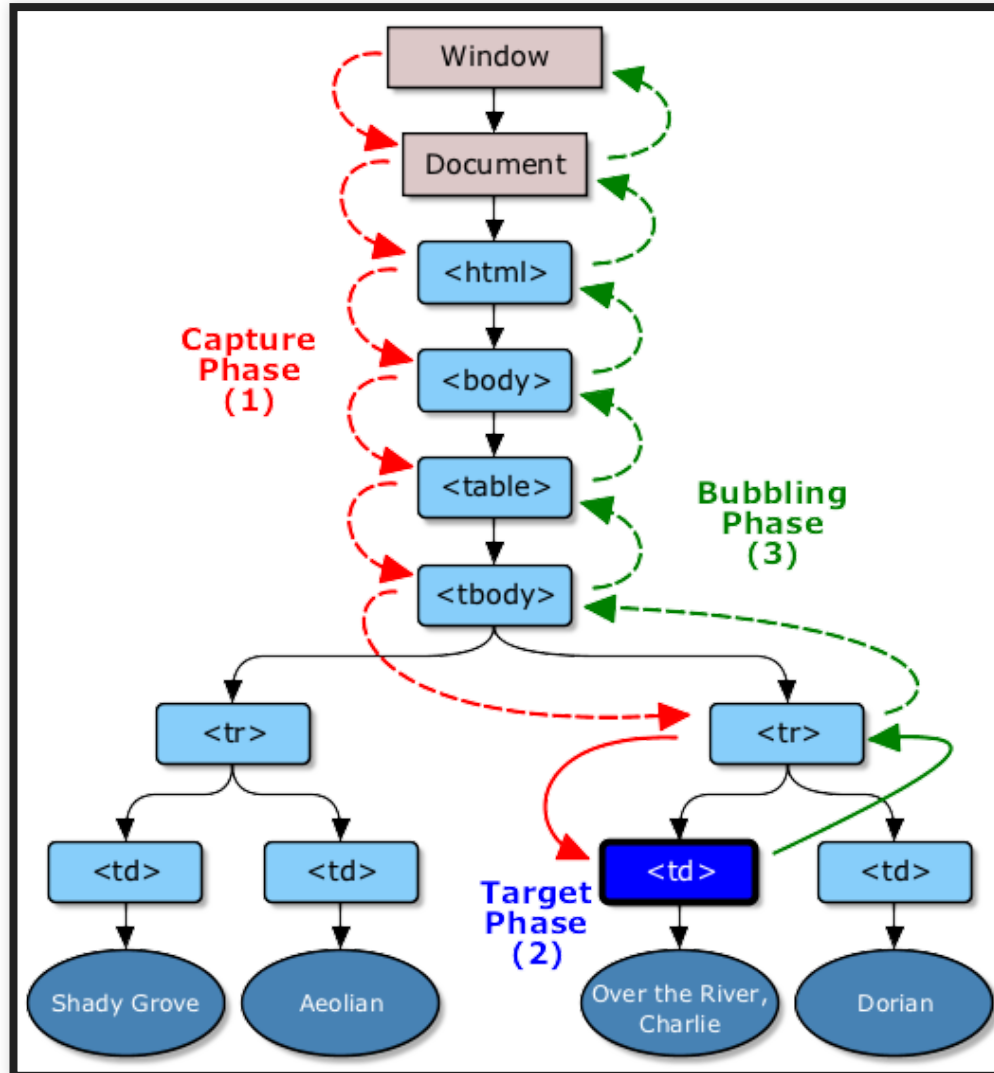 Window
Document
<html>
Capture
Phase
(1)
<body>
<table>
Bubbling
Phase
(3)
<tbody>
<tr>
<tr>
<td>
<td>
<td>
<td>
Target
Phase
(2)
Shady Grove
Aeolian
Over the River,
Charlie
Dorian